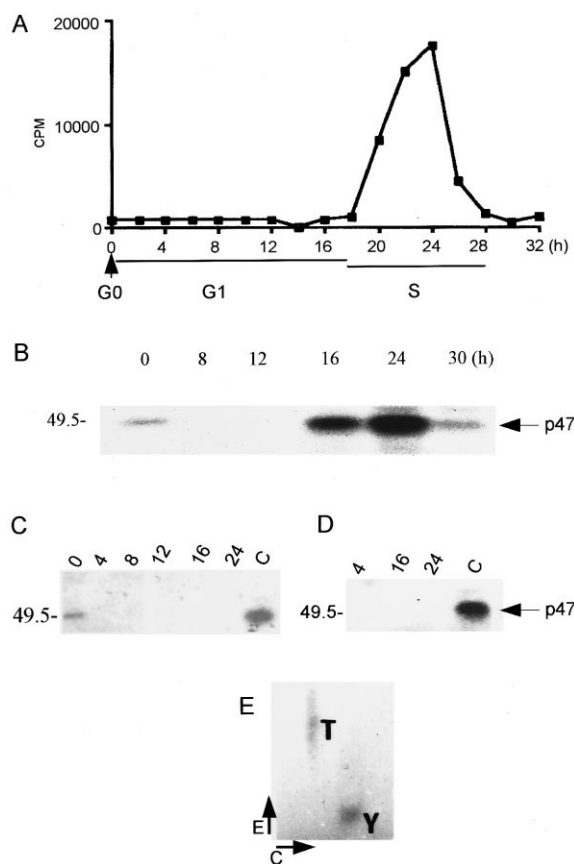 A
20000
10000
0
CPM
0 4 8 12 16 20 24 28 32 (h)
G0 G1 S
B
0 8 12 16 24 30 (h)
49.5- p47
C
0 4 8 12 16 24 C
49.5-
D
4 16 24 C
49.5- p47
E
T
Y
E
C